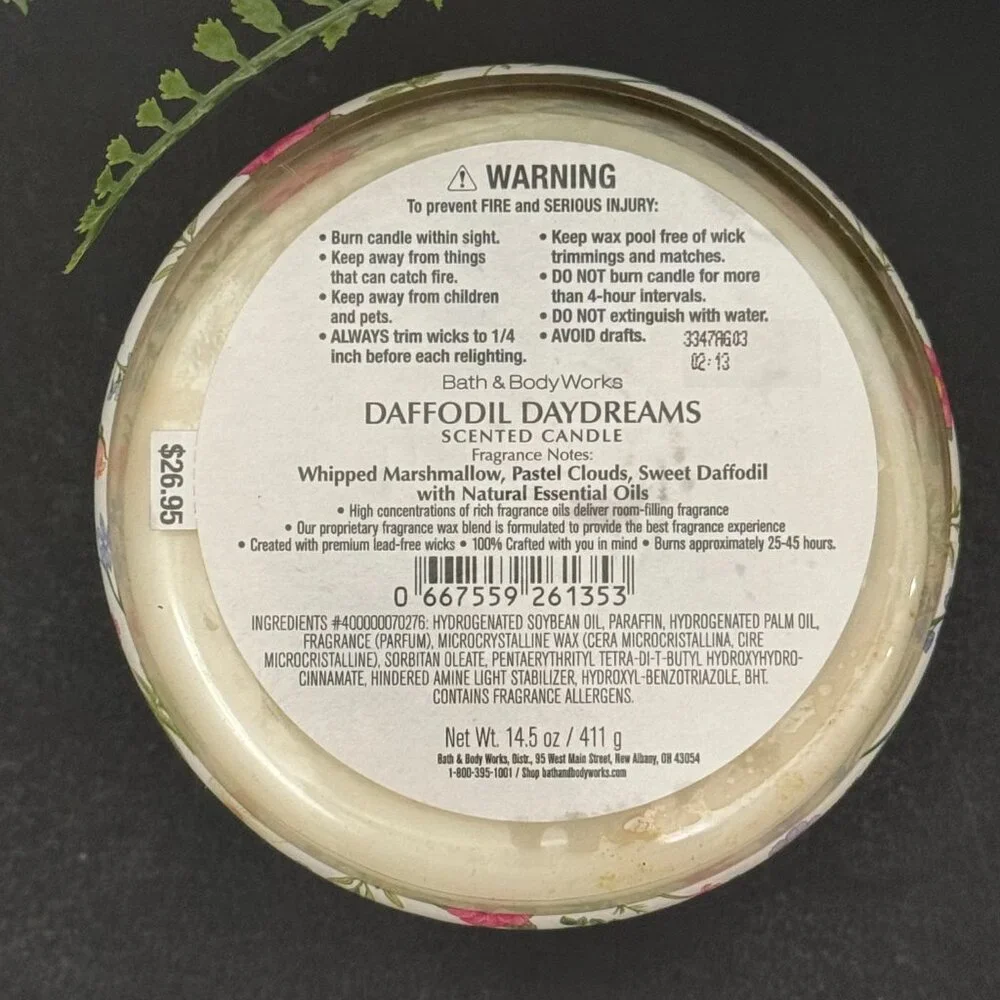 WARNING
To prevent FIRE and SERIOUS INJURY:
• Burn candle within sight.
• Keep away from things
that can catch fire.
• Keep away from children
and pets.
• ALWAYS trim wicks to 1/4
inch before each relighting.
• Keep wax pool free of wick
trimmings and matches.
• DO NOT burn candle for more
than 4-hour intervals.
• DO NOT extinguish with water.
• AVOID drafts.
3347AG03
02:13
Bath & Body Works
DAFFODIL DAYDREAMS
SCENTED CANDLE
Fragrance Notes:
Whipped Marshmallow, Pastel Clouds, Sweet Daffodil
with Natural Essential Oils
• High concentrations of rich fragrance oils deliver room-filling fragrance
• Our proprietary fragrance wax blend is formulated to provide the best fragrance experience
• Created with premium lead-free wicks • 100% Crafted with you in mind • Burns approximately 25-45 hours.
0 667559 261353
INGREDIENTS #400000070276: HYDROGENATED SOYBEAN OIL, PARAFFIN, HYDROGENATED PALM OIL,
FRAGRANCE (PARFUM), MICROCRYSTALLINE WAX (CERA MICROCRISTALLINA, CIRE
MICROCRISTALLINE), SORBITAN OLEATE, PENTAERYTHRITYL TETRA-DI-T-BUTYL HYDROXYHYDRO-
CINNAMATE, HINDERED AMINE LIGHT STABILIZER, HYDROXYL-BENZOTRIAZOLE, BHT.
CONTAINS FRAGRANCE ALLERGENS.
Net Wt. 14.5 oz / 411 g
Bath & Body Works, Distr., 95 West Main Street, New Albany, OH 43054
1-800-395-1001 / Shop bathandbodyworks.com
$26.95